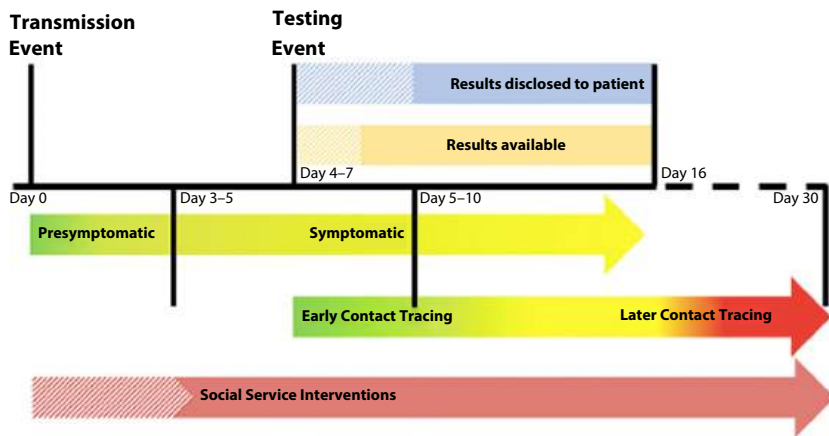 Transmission
Event
Testing
Event
Results disclosed to patient
Results available
Day 4–7
Day 16
Day 0
Day 3–5
Day 5–10
Day 30
Presymptomatic
Symptomatic
Early Contact Tracing
Later Contact Tracing
Social Service Interventions